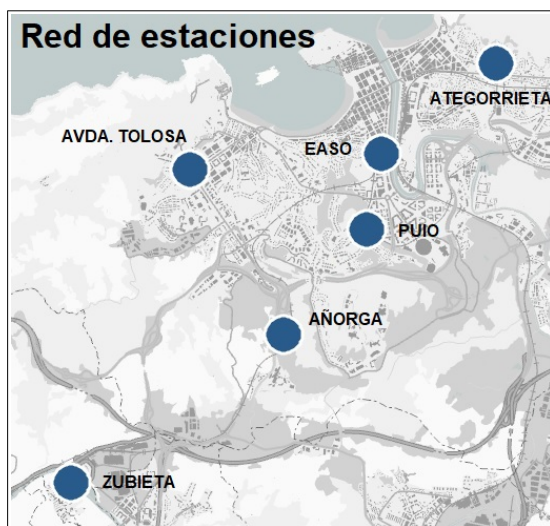 Red de estaciones
ATEGORRIETA
AVDA. TOLOSA
EASO
PUIO
AÑORGA
ZUBIETA